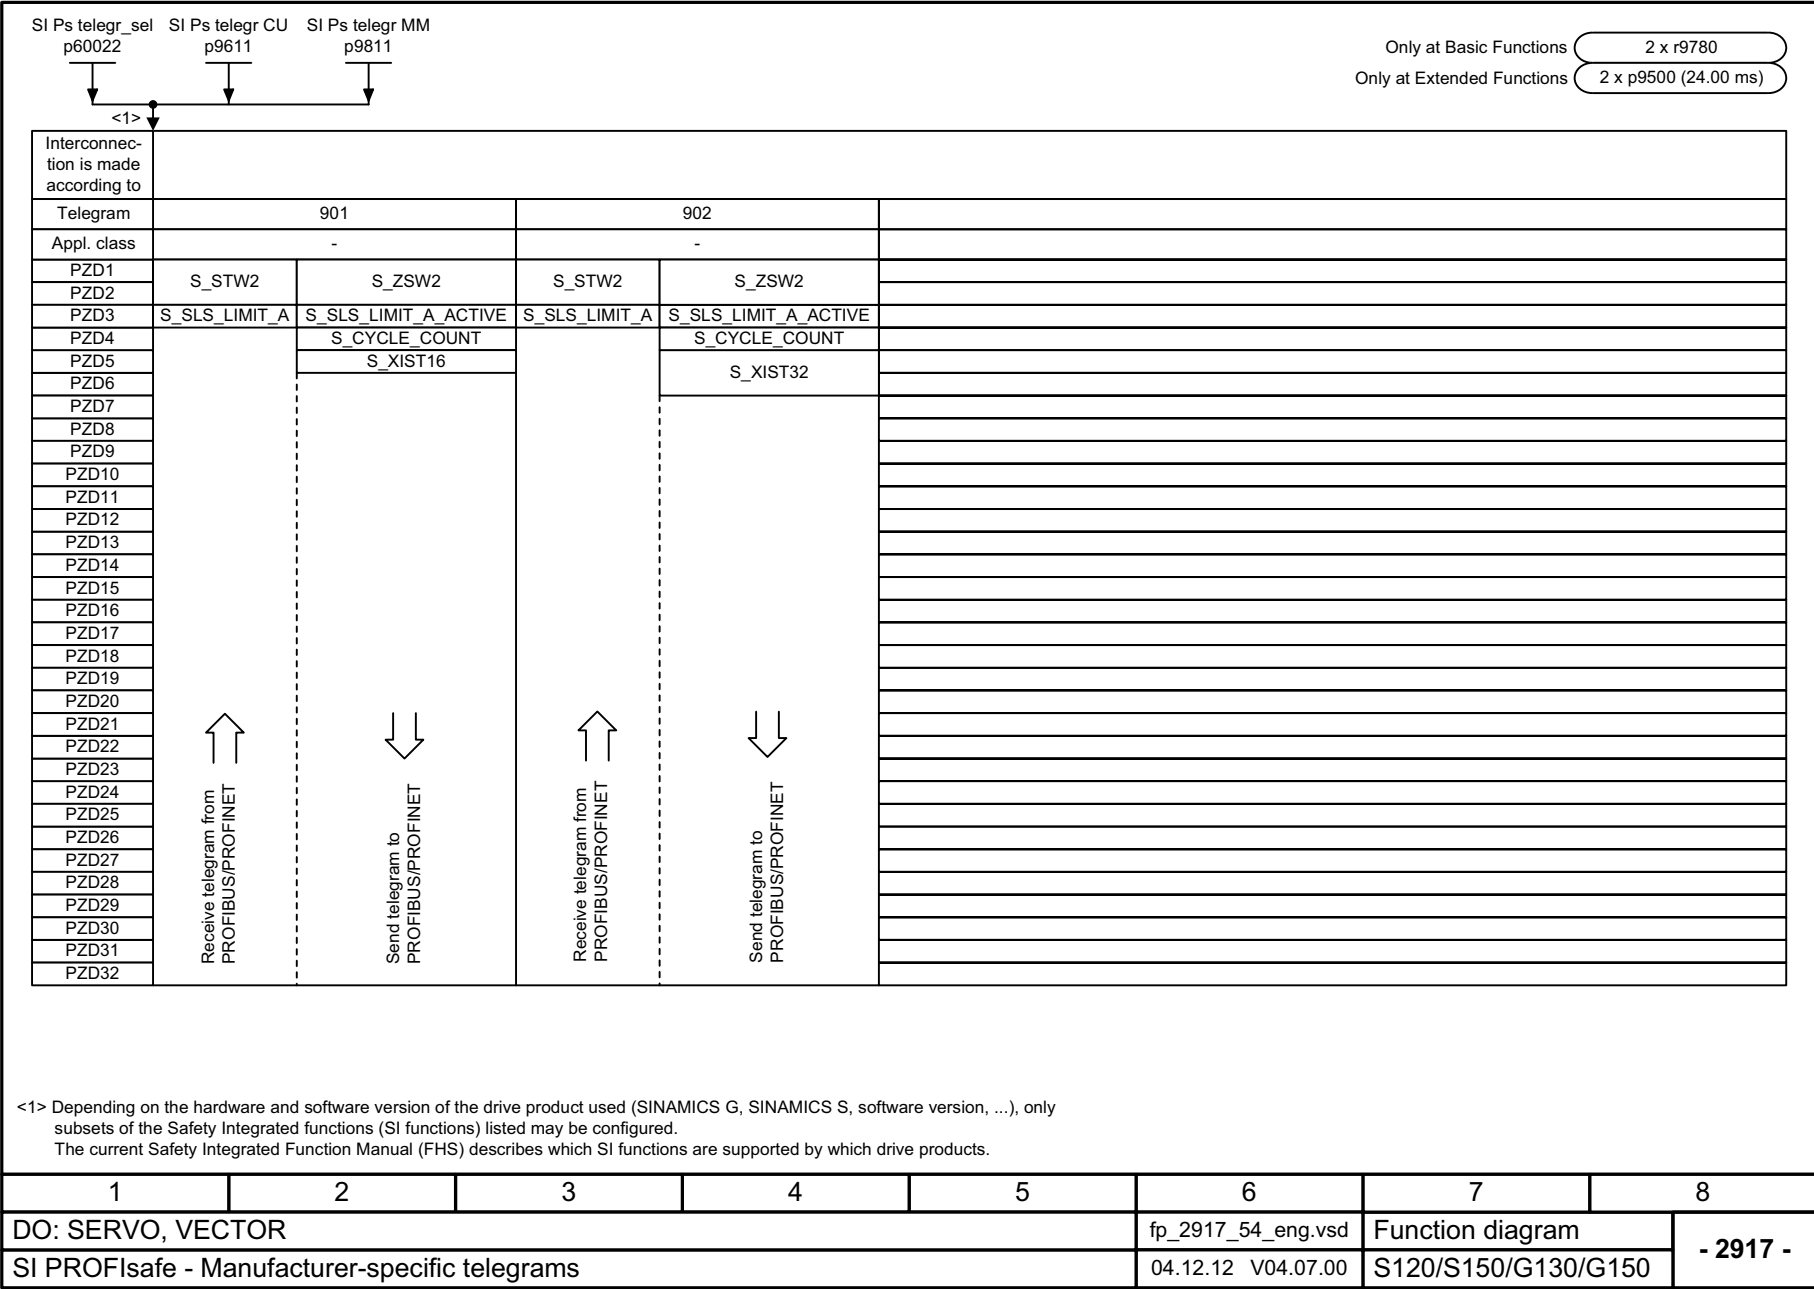 SI Ps telegr_sel SI Ps telegr CU SI Ps telegr MM
p60022 p9611 p9811
Only at Basic Functions 2 x r9780
Only at Extended Functions 2 x p9500 (24.00 ms)
<1>
Interconnec-
tion is made
according to
Telegram 901 902
Appl. class - -
PZD1
S_STW2 S_ZSW2 S_STW2 S_ZSW2
PZD2
PZD3 S_SLS_LIMIT_A S_SLS_LIMIT_A_ACTIVE S_SLS_LIMIT_A S_SLS_LIMIT_A_ACTIVE
PZD4 S_CYCLE_COUNT S_CYCLE_COUNT
PZD5 S_XIST16
S_XIST32
PZD6
PZD7
PZD8
PZD9
PZD10
PZD11
PZD12
PZD13
PZD14
PZD15
PZD16
PZD17
PZD18
PZD19
PZD20
PZD21
PZD22
PZD23
PZD24
PZD25
PZD26
PZD27
PZD28
PZD29
PZD30
PZD31
PZD32
Receive telegram from
PROFIBUS/PROFINET
Send telegram to
PROFIBUS/PROFINET
Receive telegram from
PROFIBUS/PROFINET
Send telegram to
PROFIBUS/PROFINET
<1> Depending on the hardware and software version of the drive product used (SINAMICS G, SINAMICS S, software version, ...), only
subsets of the Safety Integrated functions (SI functions) listed may be configured.
The current Safety Integrated Function Manual (FHS) describes which SI functions are supported by which drive products.
1 2 3 4 5 6 7 8
DO: SERVO, VECTOR fp_2917_54_eng.vsd Function diagram
- 2917 -
SI PROFIsafe - Manufacturer-specific telegrams 04.12.12 V04.07.00 S120/S150/G130/G150